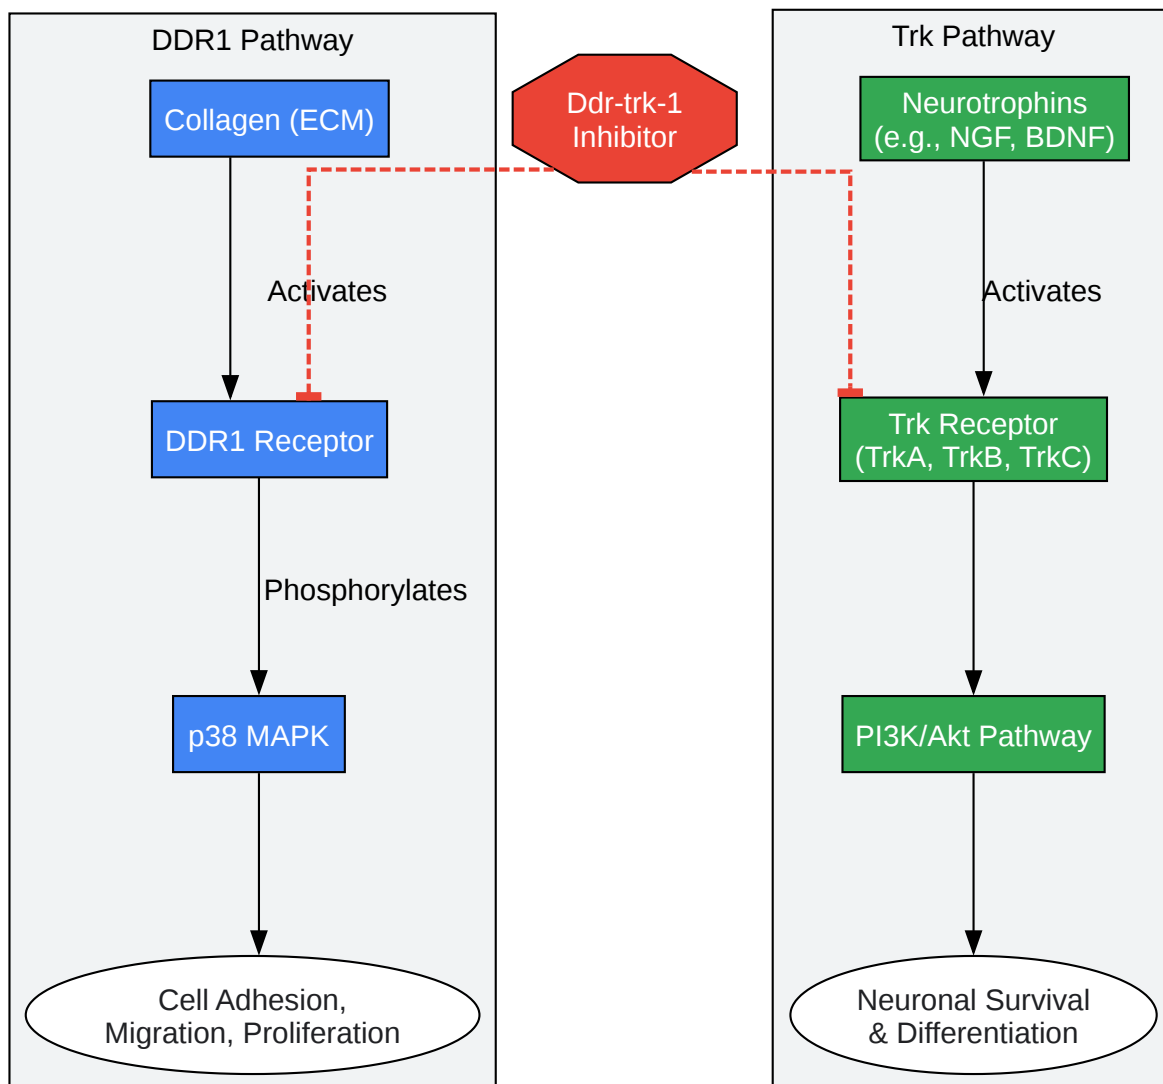 DDR1 Pathway
Collagen (ECM)
Activates
DDR1 Receptor
Phosphorylates
p38 MAPK
Cell Adhesion,
Migration, Proliferation
Ddr-trk-1
Inhibitor
Trk Pathway
Neurotrophins
(e.g., NGF, BDNF)
Activates
Trk Receptor
(TrkA, TrkB, TrkC)
PI3K/Akt Pathway
Neuronal Survival
& Differentiation